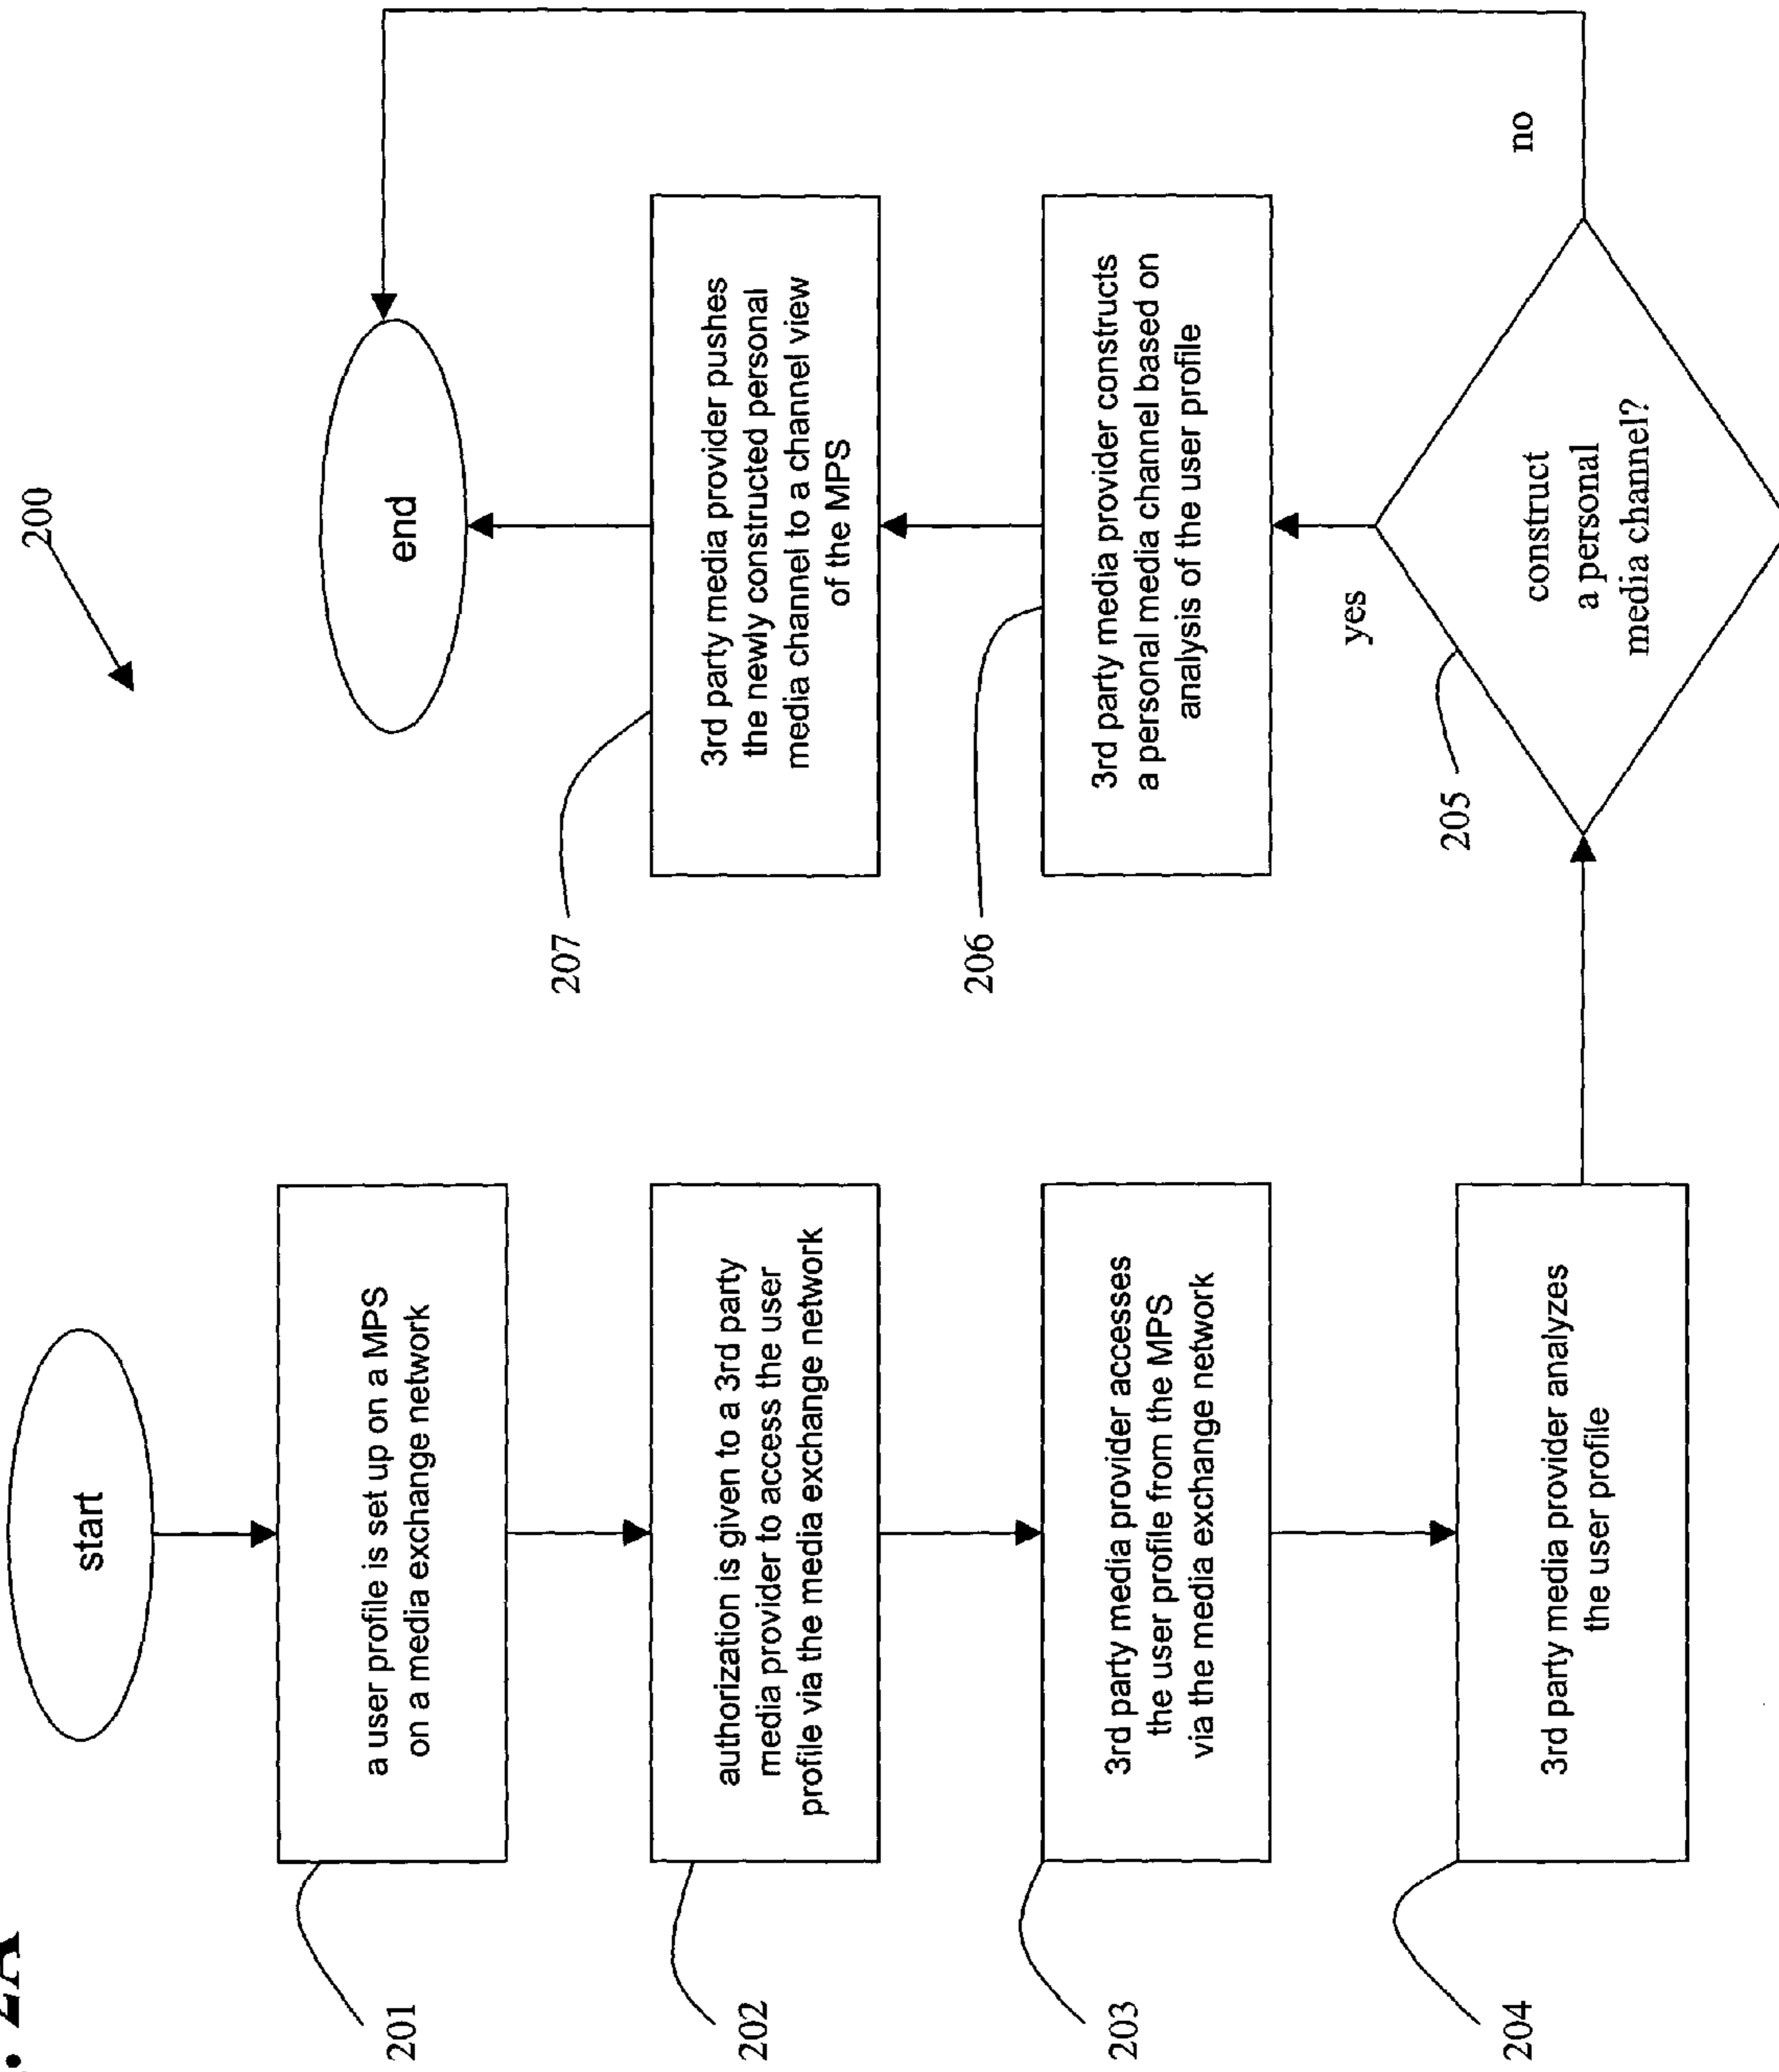 200
start
a user profile is set up on a MPS
on a media exchange network
201
authorization is given to a 3rd party
media provider to access the user
profile via the media exchange network
202
3rd party media provider accesses
the user profile from the MPS
via the media exchange network
203
3rd party media provider analyzes
the user profile
204
construct
a personal
media channel?
205
yes
no
3rd party media provider constructs
a personal media channel based on
analysis of the user profile
206
3rd party media provider pushes
the newly constructed personal
media channel to a channel view
of the MPS
207
end